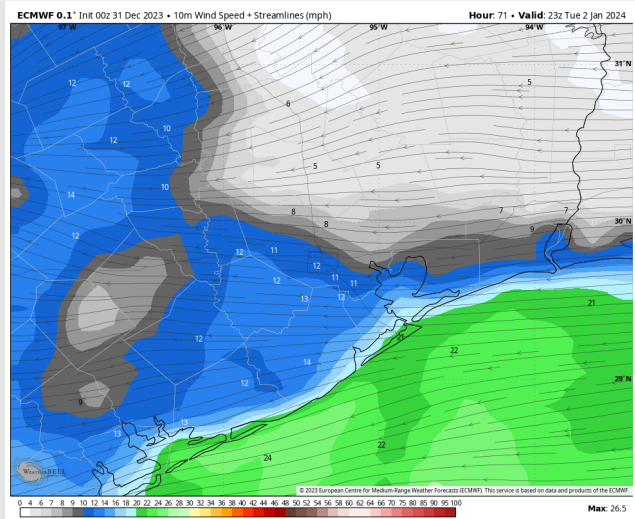 ECMWF 0.1° Init 00z 31 Dec 2023 • 10m Wind Speed + Streamlines (mph)
Hour: 71 • Valid: 23z Tue 2 Jan 2024
97°W 96°W 95°W 94°W
31°N
12 12 5
6
10
12
5 5
14 10
8 7 7
30°N
8
12 9
12 11
12
12 11 11
13 12
21
12 21
22
14
29°N
12
9
13
13
22
24
WeatherBELL
© 2023 European Centre for Medium-Range Weather Forecasts (ECMWF). This service is based on data and products of the ECMWF.
0 4 6 7 8 9 10 12 14 16 18 20 22 24 26 28 30 32 34 36 38 40 42 44 46 48 50 52 54 56 58 60 62 64 66 68 70 75 80 85 90 95 100
Max: 26.5